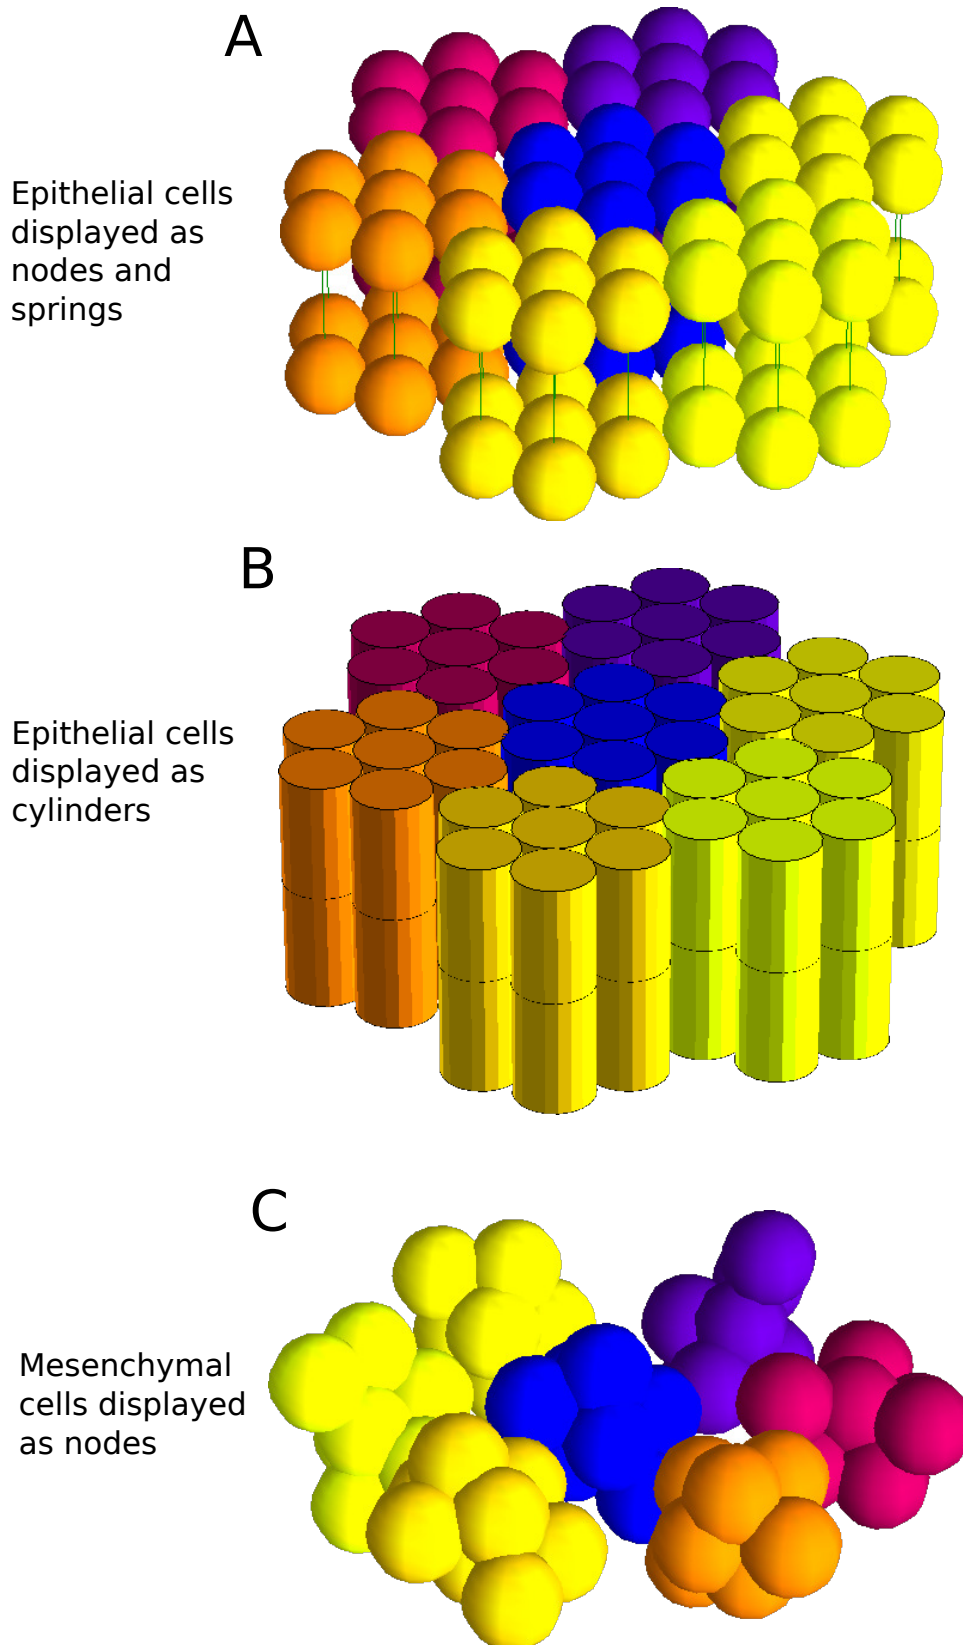 A
Epithelial cells
displayed as
nodes and
springs
B
Epithelial cells
displayed as
cylinders
C
Mesenchymal
cells displayed
as nodes